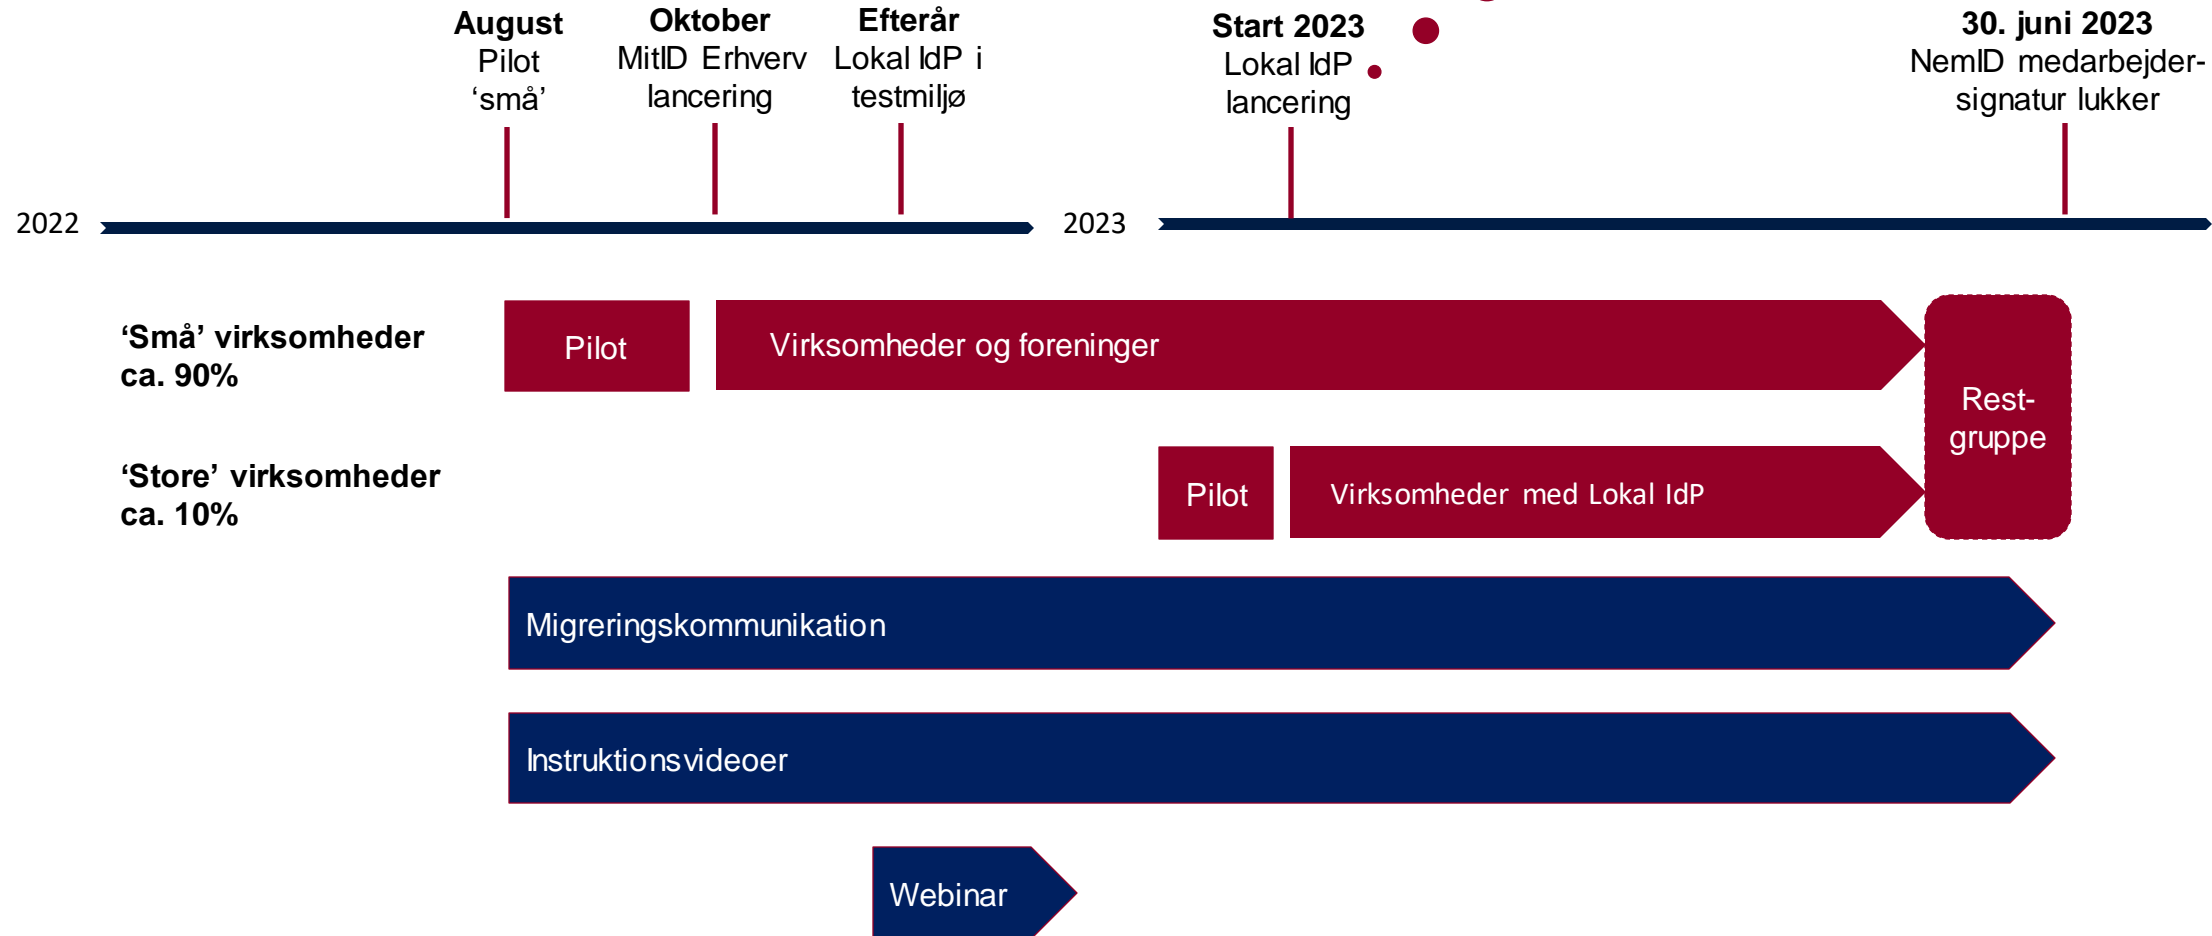 August
Pilot
‘små’
Oktober
MitID Erhverv
lancering
Efterår
Lokal IdP i
testmiljø
Start 2023
Lokal IdP
lancering
30. juni 2023
NemID medarbejder-
signatur lukker
2022
2023
‘Små’ virksomheder
ca. 90%
Pilot
Virksomheder og foreninger
Rest-
gruppe
‘Store’ virksomheder
ca. 10%
Pilot
Virksomheder med Lokal IdP
Migreringskommunikation
Instruktionsvideoer
Webinar